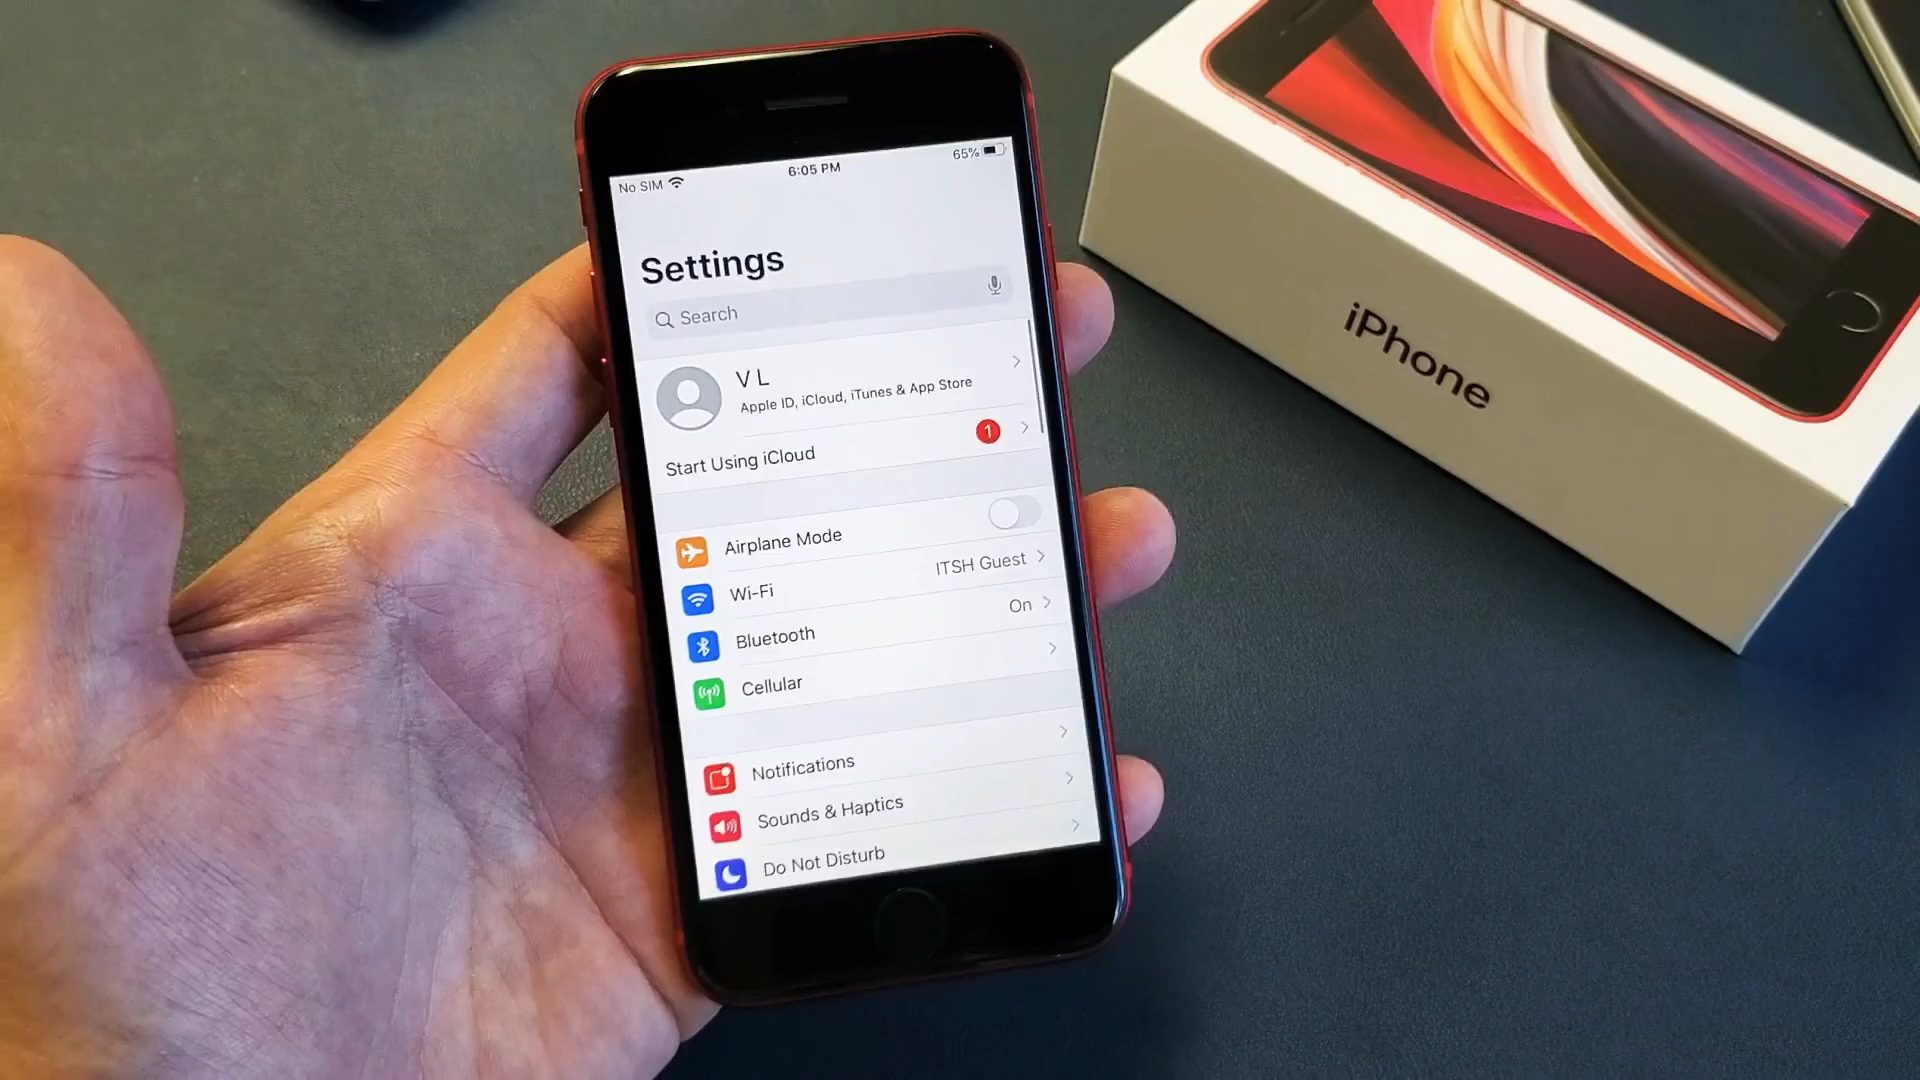 No SIM 6:05 PM 65%
Settings
Search
V L
Apple ID, iCloud, iTunes & App Store
Start Using iCloud 1
Airplane Mode
Wi-Fi ITSH Guest
Bluetooth On
Cellular
Notifications
Sounds & Haptics
Do Not Disturb
iPhone